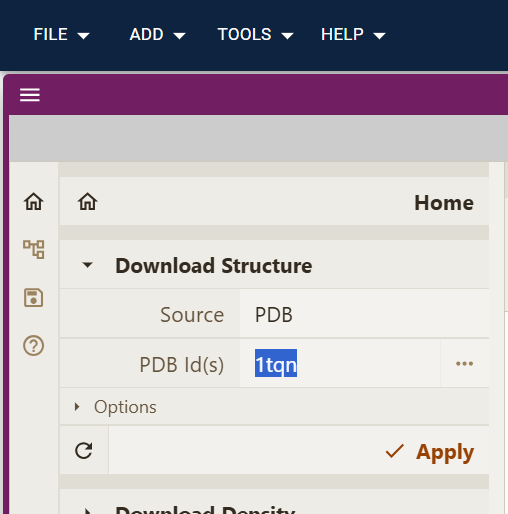 FILE ADD TOOLS HELP
Home
Download Structure
Source PDB
PDB Id(s) 1tqn
Options
Apply
Download Density